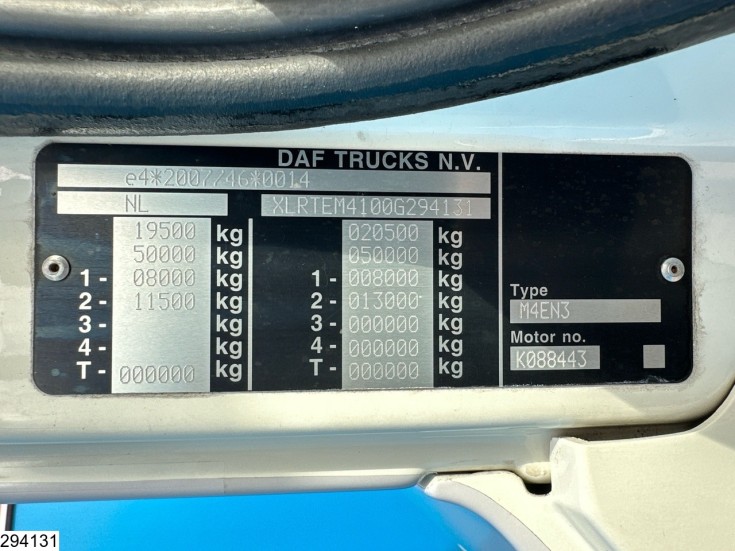 DAF TRUCKS N.V.
e4*2007/46*0014
NL XLRTEM4100G294131
19500 kg 020500 kg
50000 kg 050000 kg
1- 08000 kg 1- 008000 kg
2- 11500 kg 2- 013000 kg
3- kg 3- 000000 kg
4- kg 4- 000000 kg
T- 000000 kg T- 000000 kg
Type
M4EN3
Motor no.
K088443
294131